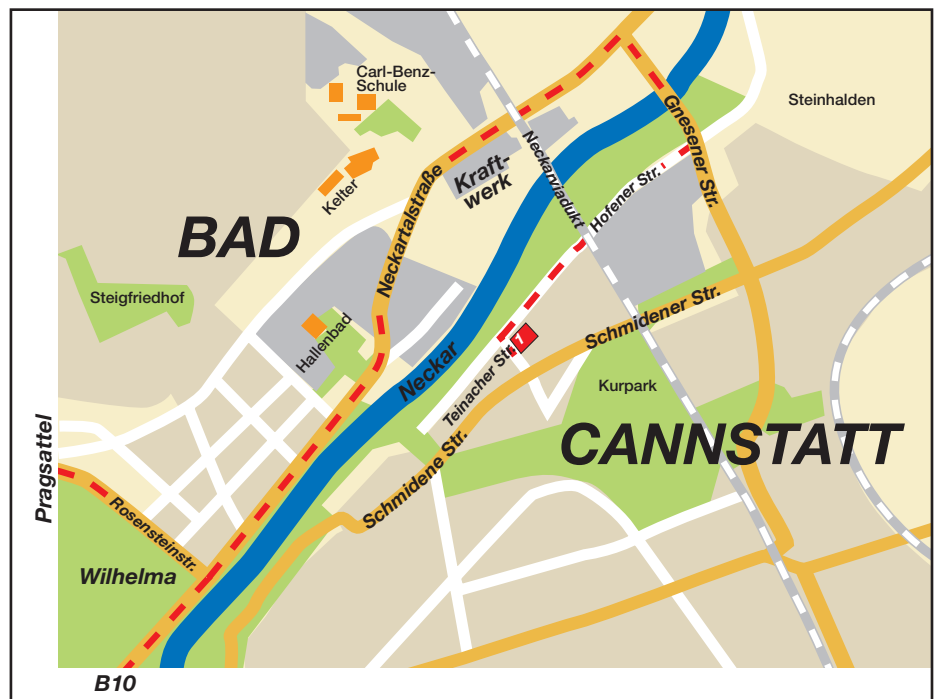 Carl-Benz-
Schule
Steinhalden
Gnesener Str.
Neckarviadukt
Kraft-
werk
Hofener Str.
Kelter
Neckartalstraße
BAD
Steigfriedhof
Schmidener Str.
Hallenbad
7
Neckar
Teinacher Str.
Kurpark
CANNSTATT
Schmidene Str.
Pragsattel
Rosensteinstr.
Wilhelma
B10